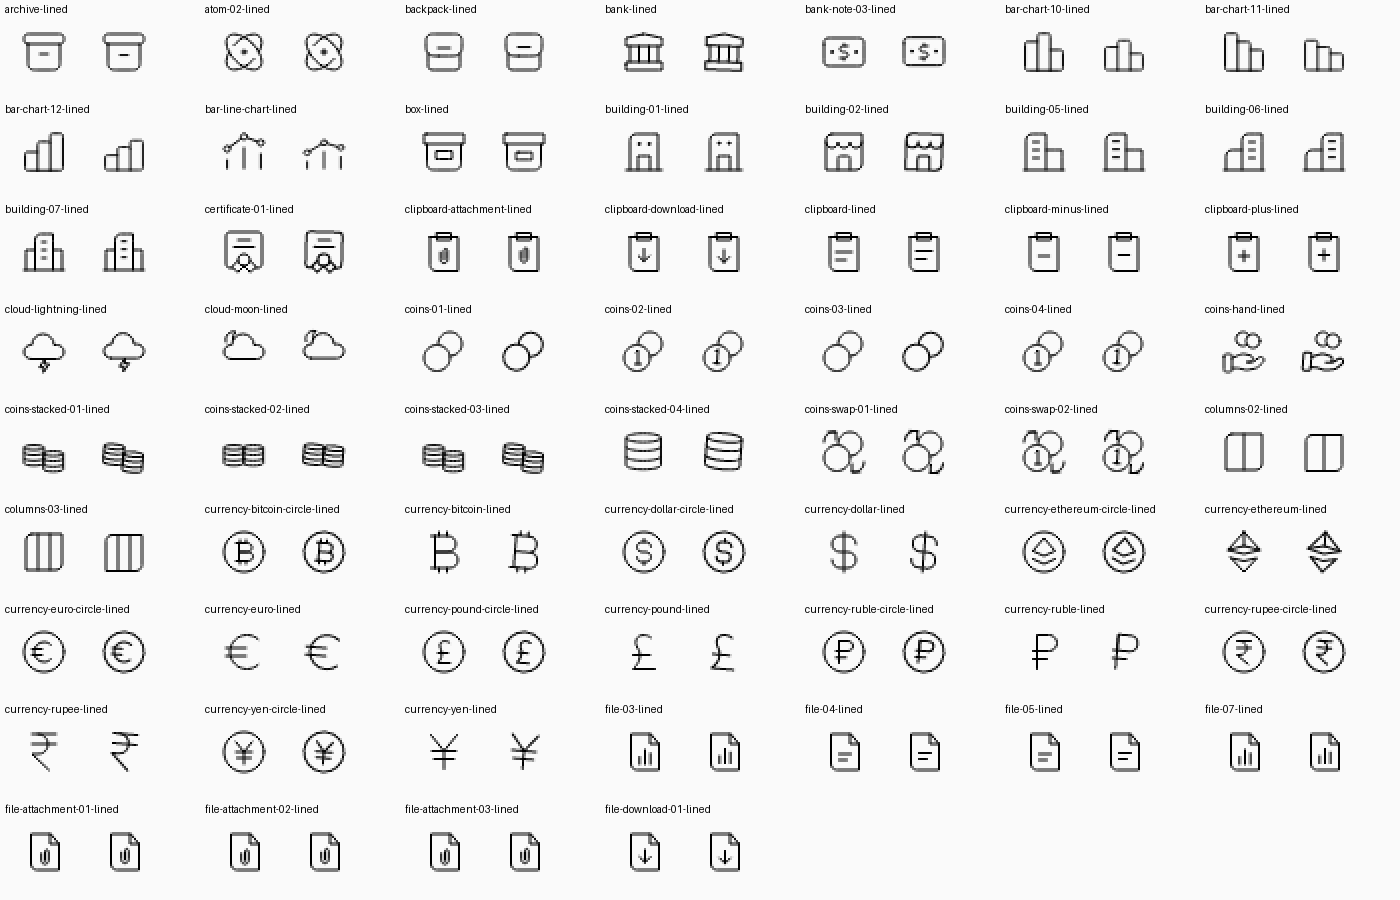 archive-lined atom-02-lined backpack-lined bank-lined bank-note-03-lined bar-chart-10-lined bar-chart-11-lined
bar-chart-12-lined bar-line-chart-lined box-lined building-01-lined building-02-lined building-05-lined building-06-lined
building-07-lined certificate-01-lined clipboard-attachment-lined clipboard-download-lined clipboard-lined clipboard-minus-lined clipboard-plus-lined
cloud-lightning-lined cloud-moon-lined coins-01-lined coins-02-lined coins-03-lined coins-04-lined coins-hand-lined
coins-stacked-01-lined coins-stacked-02-lined coins-stacked-03-lined coins-stacked-04-lined coins-swap-01-lined coins-swap-02-lined columns-02-lined
columns-03-lined currency-bitcoin-circle-lined currency-bitcoin-lined currency-dollar-circle-lined currency-dollar-lined currency-ethereum-circle-lined currency-ethereum-lined
currency-euro-circle-lined currency-euro-lined currency-pound-circle-lined currency-pound-lined currency-ruble-circle-lined currency-ruble-lined currency-rupee-circle-lined
currency-rupee-lined currency-yen-circle-lined currency-yen-lined file-03-lined file-04-lined file-05-lined file-07-lined
file-attachment-01-lined file-attachment-02-lined file-attachment-03-lined file-download-01-lined